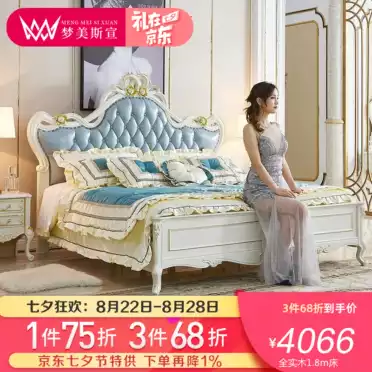 MENG MEI SI XUAN
梦美斯宣
礼在京东
七夕狂欢：8月22日-8月28日
1件75折 3件68折
京东七夕节特供 下单再降1%
3件68折到手价
¥4066
全实木1.8m床